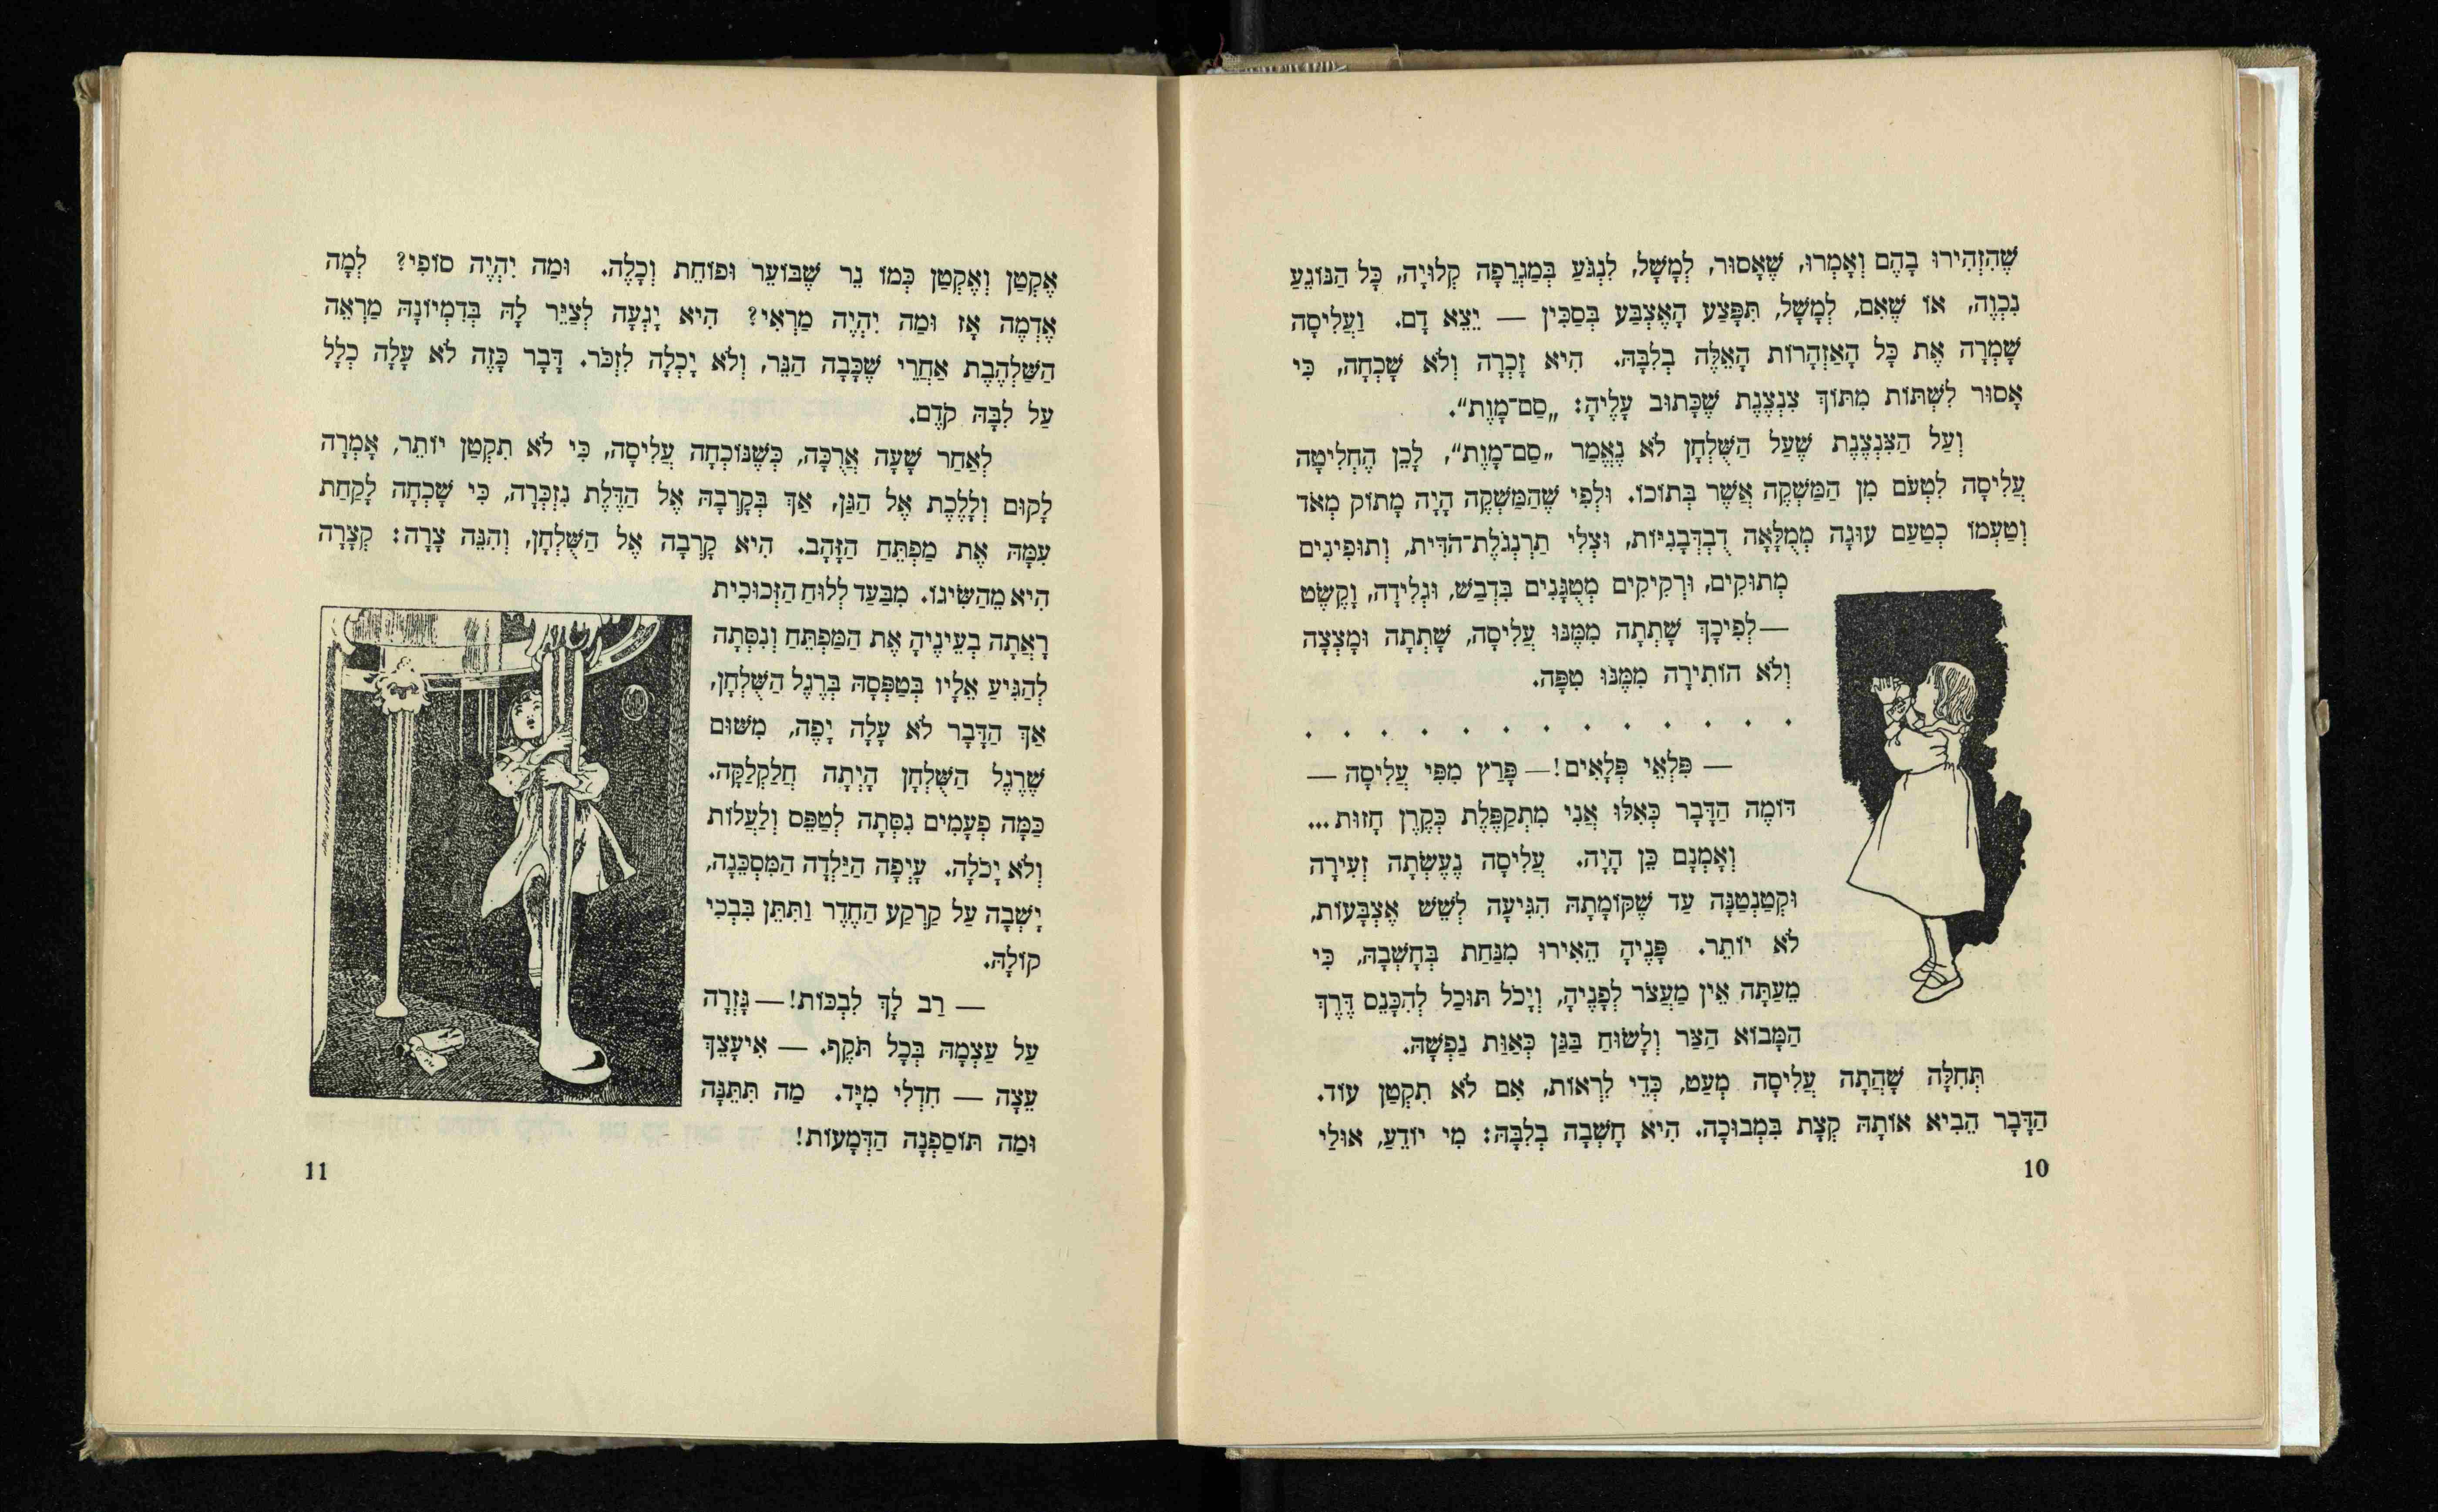 שֶׁהִזְהִירוּ בָהֶם וְאָמְרוּ, שֶׁאָסוּר, לְמָשָׁל, לִנְגֹּעַ בְּמַגְרֵפָה קְלוּיָה, כָּל הַנּוֹגֵעַ
נִכְוֶה, אוֹ שֶׁאִם, לְמָשָׁל, תִּפָּצַע הָאֶצְבַּע בְּסַכִּין — יֵצֵא דָם. וַעֲלִיסָה
שָׁמְרָה אֶת כָּל הָאַזְהָרוֹת הָאֵלֶּה בְלִבָּהּ. הִיא זָכְרָה וְלֹא שָׁכְחָה, כִּי
אָסוּר לִשְׁתּוֹת מִתּוֹךְ צִנְצֶנֶת שֶׁכָּתוּב עָלֶיהָ: „סַם־מָוֶת“.
וְעַל הַצִּנְצֶנֶת שֶׁעַל הַשֻּׁלְחָן לֹא נֶאֱמַר „סַם־מָוֶת“, לָכֵן הֶחְלִיטָה
עֲלִיסָה לִטְעֹם מִן הַמַּשְׁקֶה אֲשֶׁר בְּתוֹכוֹ. וּלְפִי שֶׁהַמַּשְׁקֶה הָיָה מָתוֹק מְאֹד
וְטַעְמוֹ כְטַעַם עוּגָה מְמֻלָּאָה דֻבְדְּבָנִיּוֹת, וּצְלִי תַרְנְגֹלֶת־הֹדִּית, וְתוּפִינִים
מְתוּקִים, וּרְקִיקִים מְטֻגָּנִים בִּדְבַשׁ, וּגְלִידָה, וָקֶשֶׁט
—לְפִיכָךְ שָׁתְתָה מִמֶּנּוּ עֲלִיסָה, שָׁתְתָה וּמָצְצָה
וְלֹא הוֹתִירָה מִמֶּנּוּ טִפָּה.
. . . . . . . . . . . . .
— פִּלְאֵי פְּלָאִים!— פָּרַץ מִפִּי עֲלִיסָה —
דּוֹמֶה הַדָּבָר כְּאִלּוּ אֲנִי מִתְקַפֶּלֶת כְּקֶרֶן חָזוּת...
וְאָמְנָם כֵּן הָיָה. עֲלִיסָה נֶעֶשְׂתָה זְעִירָה
וּקְטַנְטַנָּה עַד שֶׁקּוֹמָתָהּ הִגִּיעָה לְשֵׁשׁ אֶצְבָּעוֹת,
לֹא יוֹתֵר. פָּנֶיהָ הֵאִירוּ מִנַּחַת בְּחָשְׁבָהּ, כִּי
מֵעַתָּה אֵין מַעְצֹר לְפָנֶיהָ, וְיָכֹל תּוּכַל לְהִכָּנֵס דֶּרֶךְ
הַמָּבוֹא הַצַּר וְלָשׂוּחַ בַּגַּן כְּאַוַּת נַפְשָׁהּ.
תְּחִלָּה שָׁהֲתָה עֲלִיסָה מְעַט, כְּדֵי לִרְאוֹת, אִם לֹא תִקְטַן עוֹד.
הַדָּבָר הֵבִיא אוֹתָהּ קְצָת בִּמְבוּכָה. הִיא חָשְׁבָה בְלִבָּהּ: מִי יוֹדֵעַ, אוּלַי
10
אֶקְטַן וְאֶקְטַן כְּמוֹ נֵר שֶׁבּוֹעֵר וּפוֹחֵת וְכָלֶה. וּמַה יִהְיֶה סוֹפִי? לְמָה
אֶדְמֶה אָז וּמַה יִהְיֶה מַרְאִי? הִיא יָגְעָה לְצַיֵּר לָהּ בְּדִמְיוֹנָהּ מַרְאֵה
הַשַּׁלְהֶבֶת אַחֲרֵי שֶׁכָּבָה הַנֵּר, וְלֹא יָכְלָה לִזְכֹּר. דָּבָר כָּזֶה לֹא עָלָה כְלָל
עַל לִבָּהּ קֹדֶם.
לְאַחַר שָׁעָה אֲרֻכָּה, כְּשֶׁנּוֹכְחָה עֲלִיסָה, כִּי לֹא תִקְטַן יוֹתֵר, אָמְרָה
לָקוּם וְלָלֶכֶת אֶל הַגַּן, אַךְ בְּקָרְבָהּ אֶל הַדֶּלֶת נִזְכְּרָה, כִּי שָׁכְחָה לָקַחַת
עִמָּהּ אֶת מַפְתֵּחַ הַזָּהָב. הִיא קָרְבָה אֶל הַשֻּׁלְחָן, וְהִנֵּה צָרָה: קְצָרָה
הִיא מֵהַשִּׂיגוֹ. מִבַּעַד לְלוּחַ הַזְּכוּכִית
רָאֲתָה בְעֵינֶיהָ אֶת הַמַּפְתֵּחַ וְנִסְּתָה
לְהַגִּיעַ אֵלָיו בְּטַפְּסָהּ בְּרֶגֶל הַשֻּׁלְחָן,
אַךְ הַדָּבָר לֹא עָלָה יָפֶה, מִשּׁוּם
שֶׁרֶגֶל הַשֻּׁלְחָן הָיְתָה חֲלַקְלַקָּה.
כַּמָּה פְעָמִים נִסְּתָה לְטַפֵּס וְלַעֲלוֹת
וְלֹא יָכֹלָה. עָיְפָה הַיַּלְדָּה הַמִּסְכֵּנָה,
יָשְׁבָה עַל קַרְקַע הַחֶדֶר וַתִּתֵּן בִּבְכִי
קוֹלָהּ.
— רַב לָךְ לִבְכּוֹת!— גָּזְרָה
עַל עַצְמָהּ בְּכָל תֹּקֶף. — אִיעָצֵךְ
עֵצָה — חִדְלִי מִיָּד. מַה תִּתֵּנָּה
וּמַה תּוֹסַפְנָה הַדְּמָעוֹת!
11